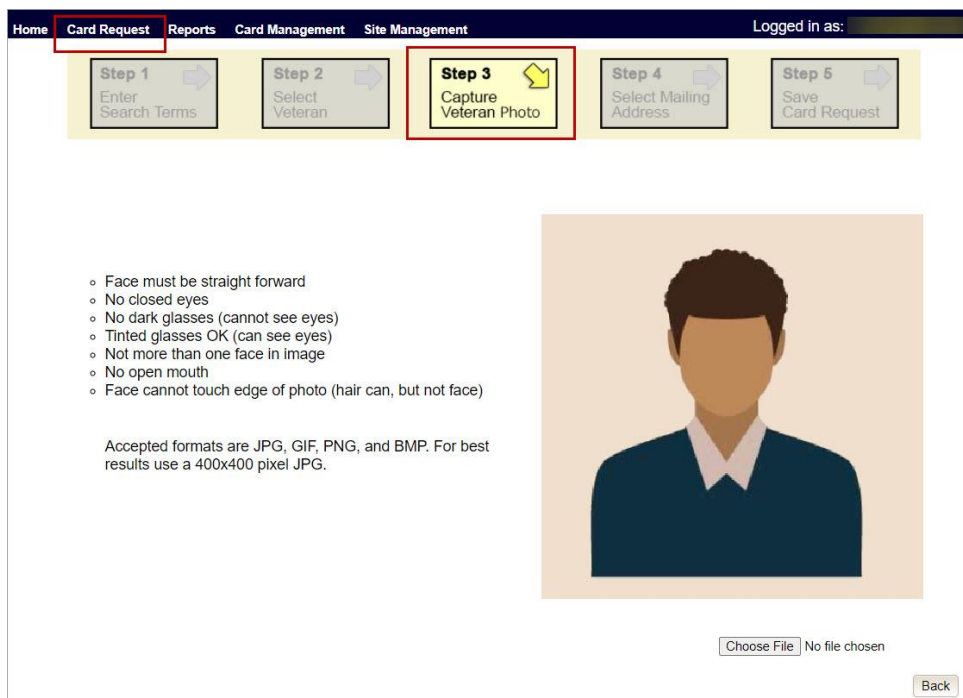 Home Card Request Reports Card Management Site Management Logged in as:
Step 1
Enter
Search Terms
Step 2
Select
Veteran
Step 3
Capture
Veteran Photo
Step 4
Select Mailing
Address
Step 5
Save
Card Request
Face must be straight forward
No closed eyes
No dark glasses (cannot see eyes)
Tinted glasses OK (can see eyes)
Not more than one face in image
No open mouth
Face cannot touch edge of photo (hair can, but not face)
Accepted formats are JPG, GIF, PNG, and BMP. For best
results use a 400x400 pixel JPG.
Choose File No file chosen
Back